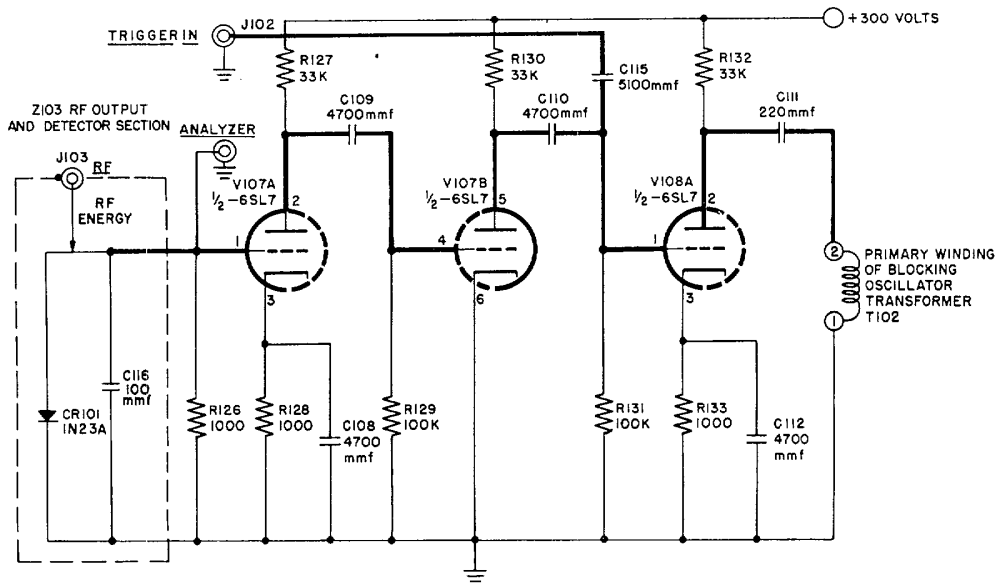 +300 VOLTS
J102
TRIGGER IN
R127
33K
R130
33K
C115
5100mmf
R132
33K
C109
4700mmf
C110
4700mmf
C111
220mmf
Z103 RF OUTPUT
AND DETECTOR SECTION
ANALYZER
J103
RF
RF
ENERGY
V107A
1/2-6SL7
2
1
3
V107B
1/2-6SL7
5
4
6
V108A
1/2-6SL7
2
1
3
2
1
PRIMARY WINDING
OF BLOCKING
OSCILLATOR
TRANSFORMER
T102
C116
100
mmf
CR101
1N23A
R126
1000
R128
1000
C108
4700
mmf
R129
100K
R131
100K
R133
1000
C112
4700
mmf